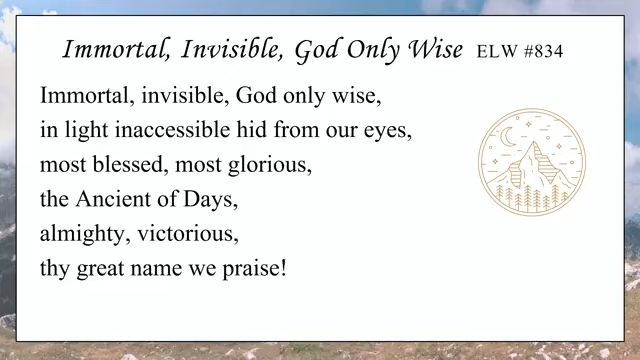 Immortal, Invisible, God Only Wise ELW #834
Immortal, invisible, God only wise,
in light inaccessible hid from our eyes,
most blessed, most glorious,
the Ancient of Days,
almighty, victorious,
thy great name we praise!